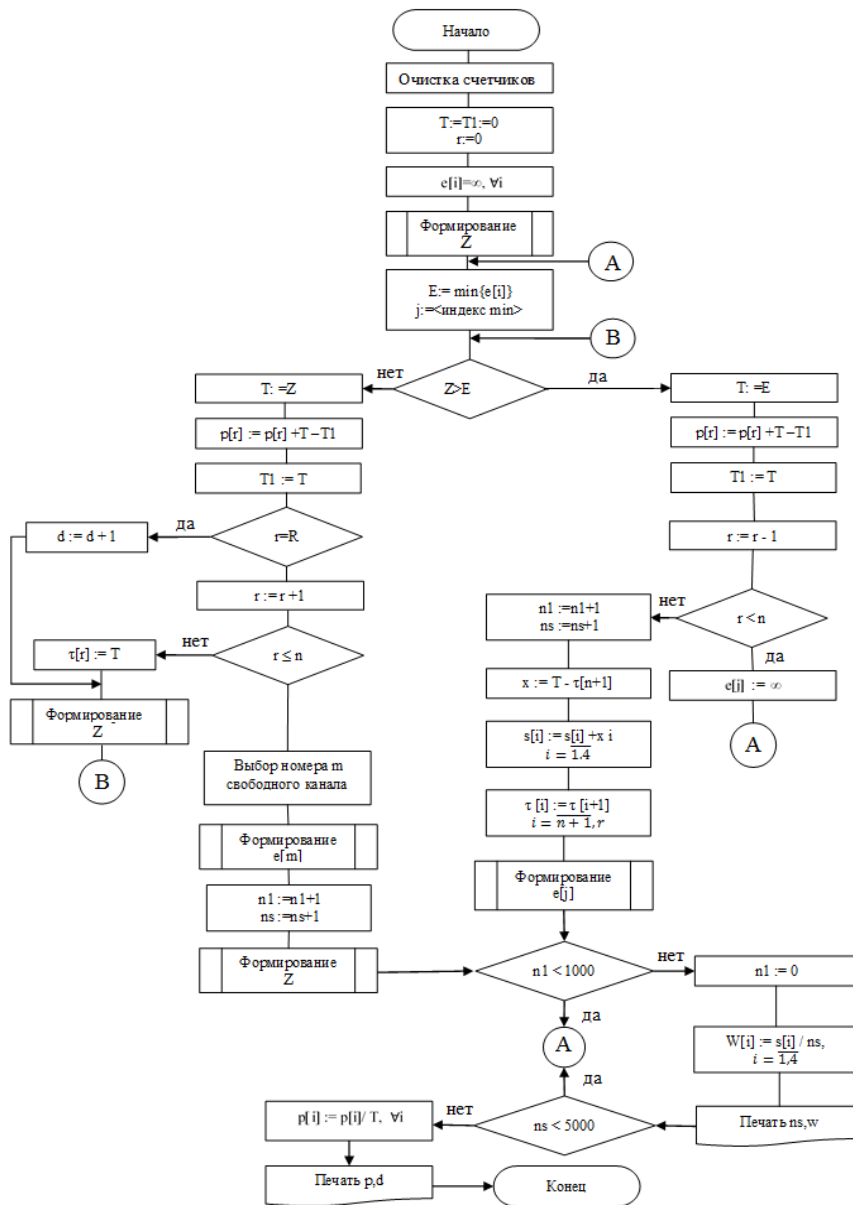 Начало
Очистка счетчиков
T:=T1:=0
r:=0
e[i]=∞, ∀i
Формирование
Z
A
E:= min{e[i]}
j:=<индекс min>
B
Z>E
нет
да
T: =Z
p[r] := p[r] +T−T1
T1 := T
r=R
да
d := d + 1
r := r +1
r ≤ n
нет
τ[r] := T
Формирование
Z
B
Выбор номера m
свободного канала
Формирование
e[m]
n1 :=n1+1
ns :=ns+1
Формирование
Z
T: =E
p[r] := p[r] +T−T1
T1 := T
r := r - 1
r < n
нет
да
e[j] := ∞
A
n1 :=n1+1
ns :=ns+1
x := T - τ[n+1]
s[i] := s[i] +x i
i = 1.4
τ [i] := τ [i+1]
i = n + 1, r
Формирование
e[j]
n1 < 1000
нет
да
n1 := 0
A
W[i] := s[i] / ns,
i = 1,4
Печать ns,w
ns < 5000
да
нет
p[i] := p[i]/ T, ∀i
Печать p,d
Конец